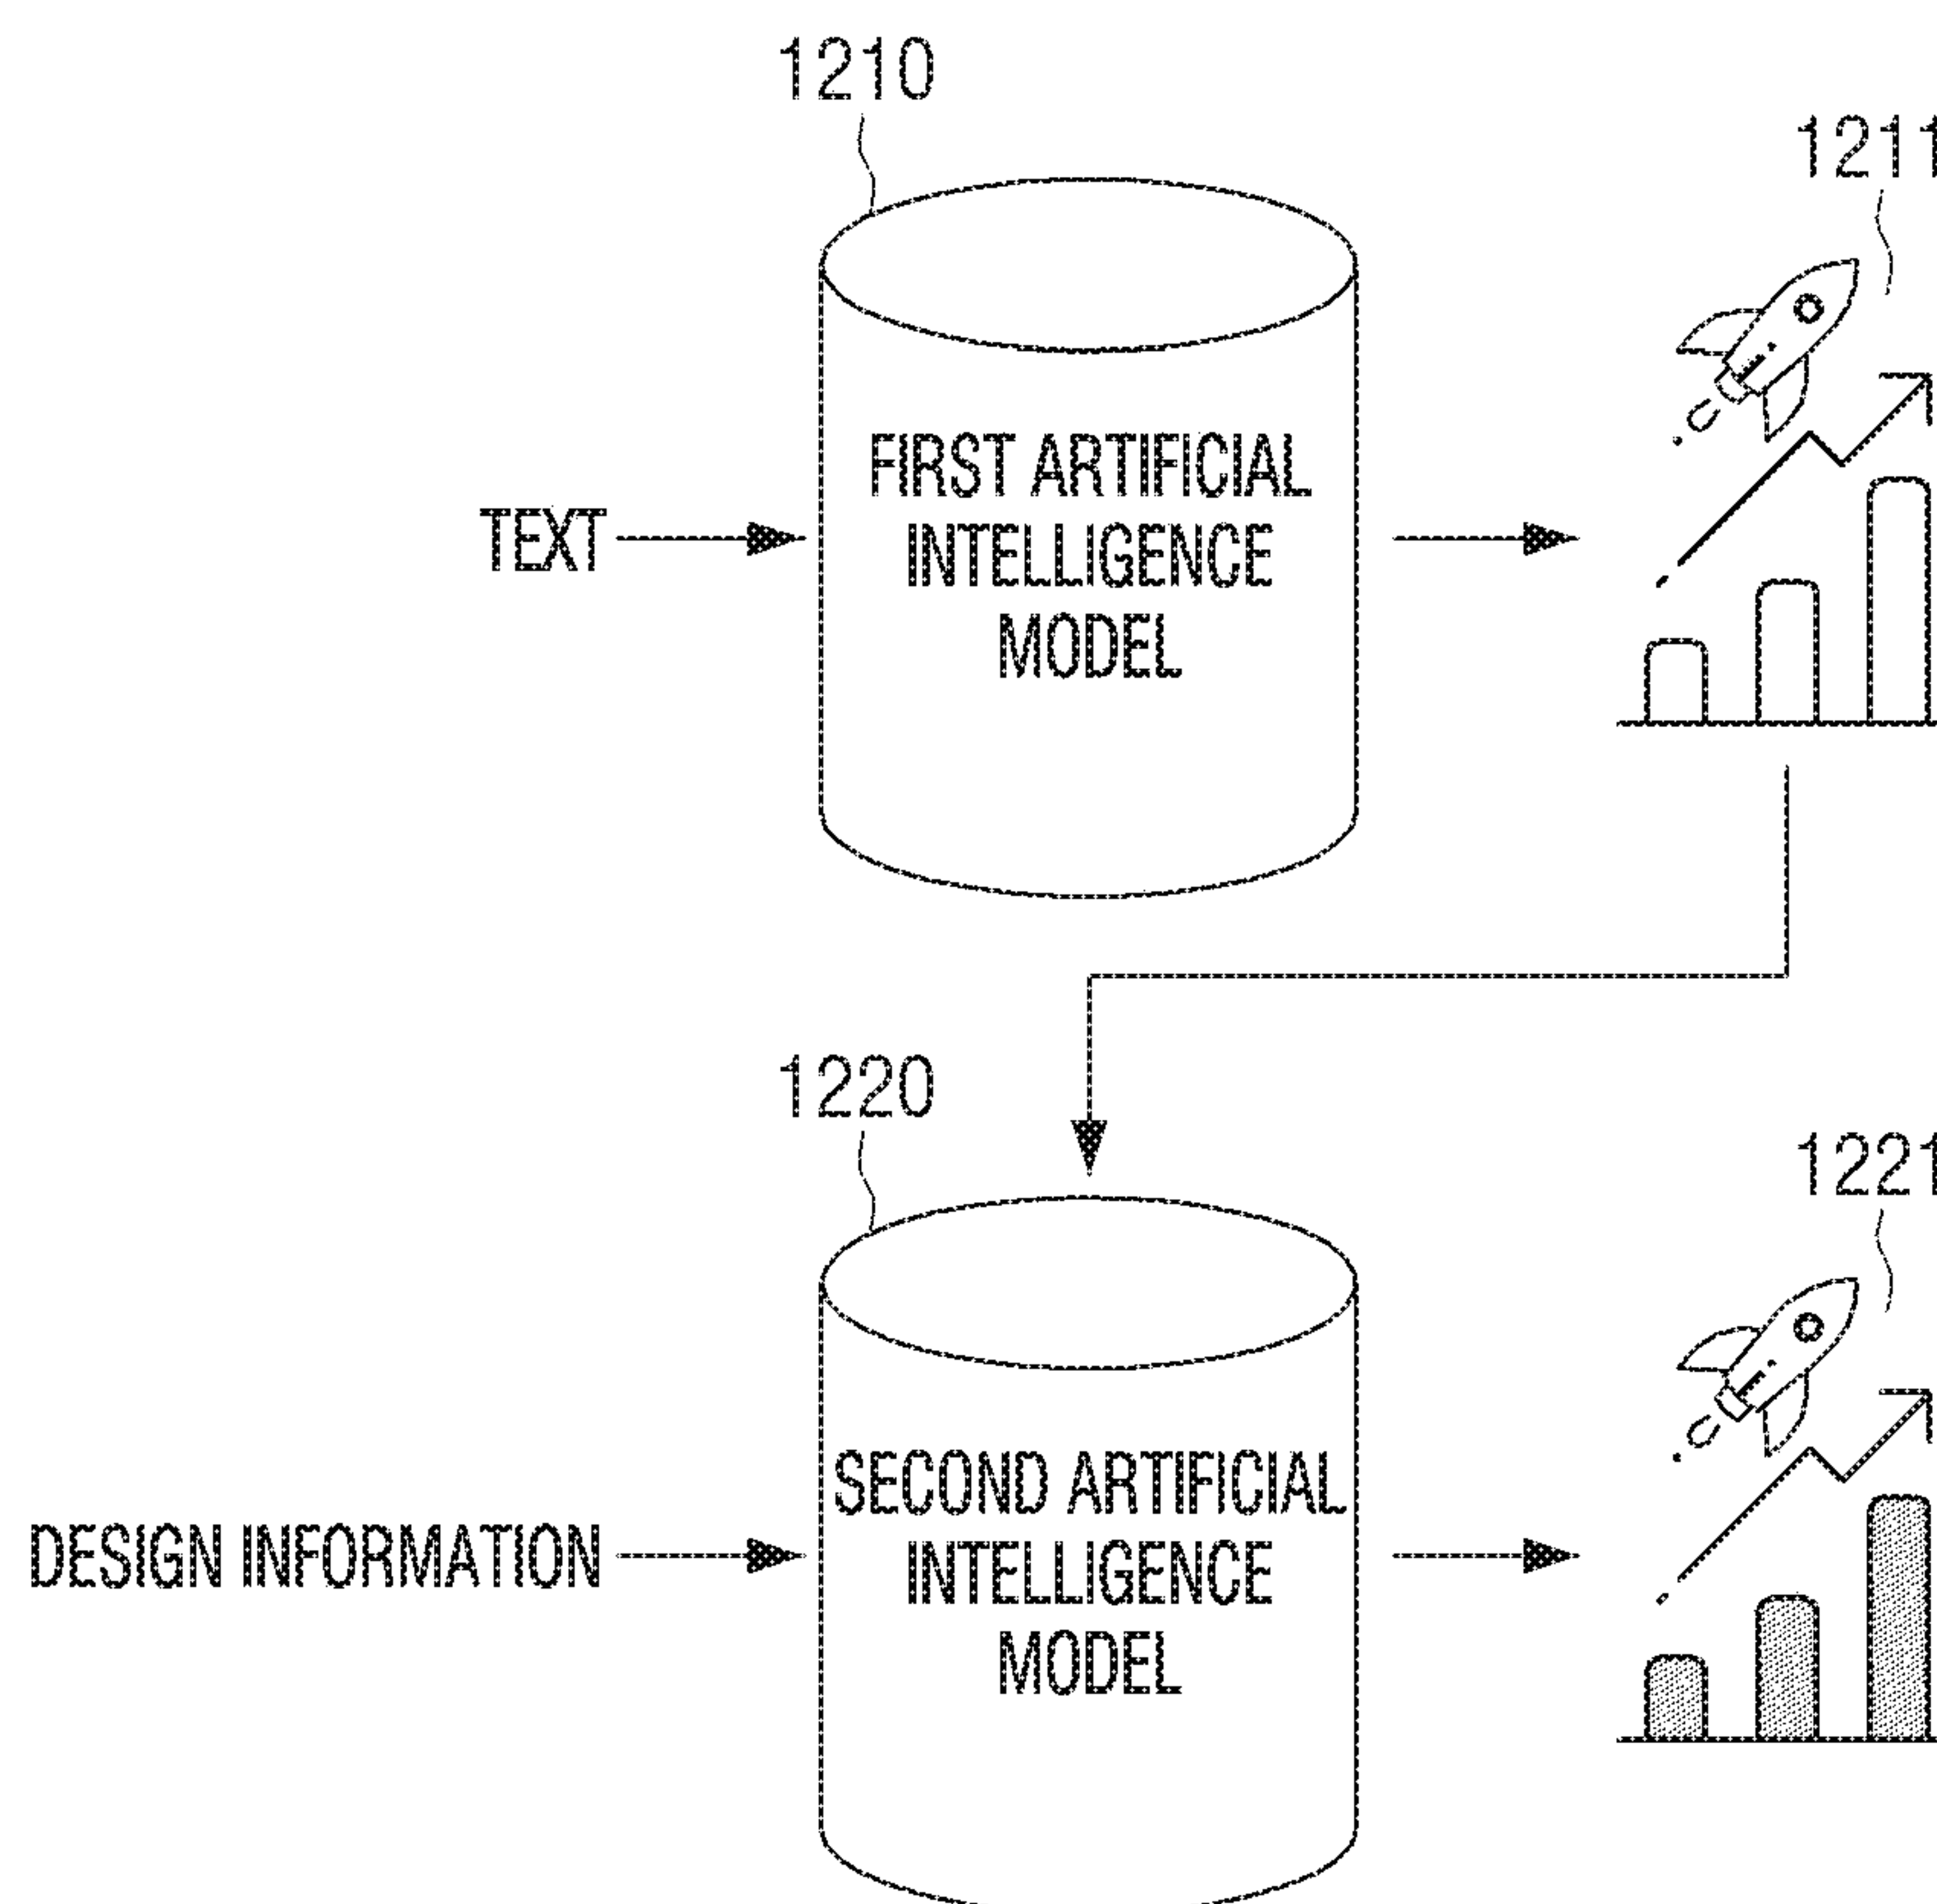 1210
1211
TEXT
FIRST ARTIFICIAL
INTELLIGENCE
MODEL
1220
1221
DESIGN INFORMATION
SECOND ARTIFICIAL
INTELLIGENCE
MODEL